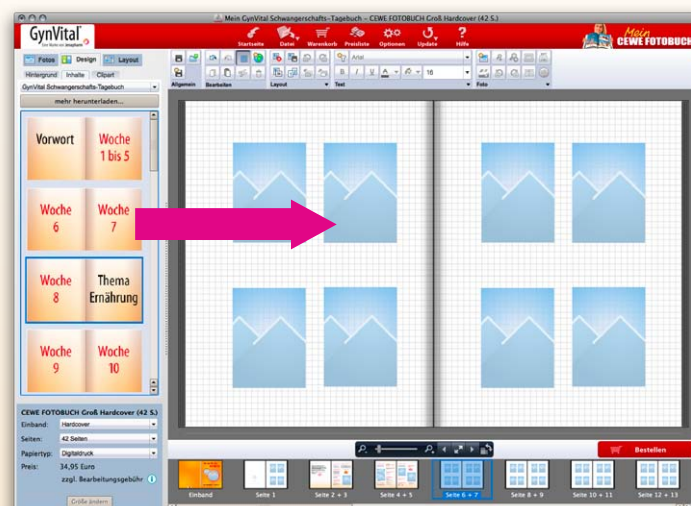 Mein GynVital Schwangerschafts-Tagebuch – CEWE FOTOBUCH Groß Hardcover (42 S.)
GynVital
Startseite Datei Warenkorb Preisliste Optionen Update Hilfe
Mein
CEWE FOTOBUCH
Fotos Design Layout
Hintergrund Inhalte Clipart
GynVital Schwangerschafts-Tagebuch
mehr herunterladen...
Arial
B I U A 16
Allgemein Bearbeiten Layout Text Foto
Vorwort Woche
1 bis 5
Woche Woche
6 7
Woche Thema
8 Ernährung
Woche Woche
9 10
CEWE FOTOBUCH Groß Hardcover (42 S.)
Einband: Hardcover
Seiten: 42 Seiten
Papiertyp: Digitaldruck
Preis: 34,95 Euro
zzgl. Bearbeitungsgebühr
Größe ändern
Bestellen
Einband Seite 1 Seite 2 + 3 Seite 4 + 5 Seite 6 + 7 Seite 8 + 9 Seite 10 + 11 Seite 12 + 13